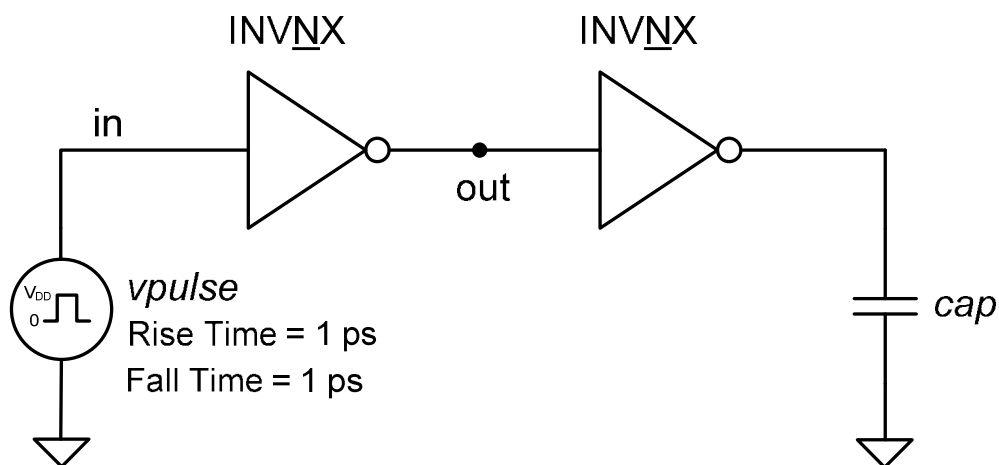 INVNX
INVNX
in
out
VDD
0
vpulse
Rise Time = 1 ps
Fall Time = 1 ps
cap